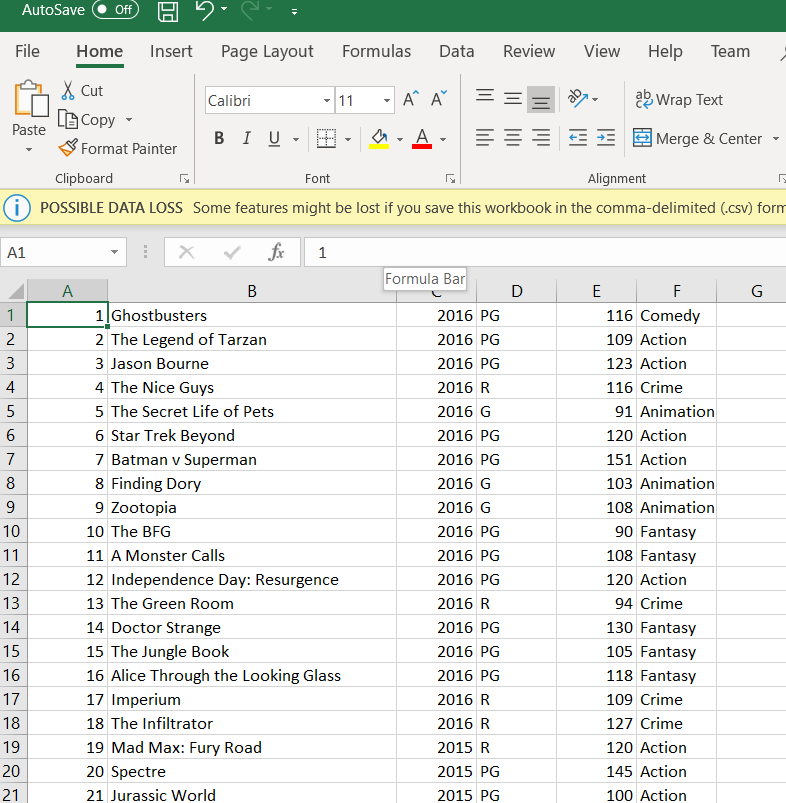 AutoSave Off
File Home Insert Page Layout Formulas Data Review View Help Team
Cut
Calibri 11 A A ab Wrap Text
Paste Copy
B I U A Merge & Center
Format Painter
Clipboard Font Alignment
POSSIBLE DATA LOSS Some features might be lost if you save this workbook in the comma-delimited (.csv) form
A1 fx 1
Formula Bar
A B C D E F G
1 1 Ghostbusters 2016 PG 116 Comedy
2 2 The Legend of Tarzan 2016 PG 109 Action
3 3 Jason Bourne 2016 PG 123 Action
4 4 The Nice Guys 2016 R 116 Crime
5 5 The Secret Life of Pets 2016 G 91 Animation
6 6 Star Trek Beyond 2016 PG 120 Action
7 7 Batman v Superman 2016 PG 151 Action
8 8 Finding Dory 2016 G 103 Animation
9 9 Zootopia 2016 G 108 Animation
10 10 The BFG 2016 PG 90 Fantasy
11 11 A Monster Calls 2016 PG 108 Fantasy
12 12 Independence Day: Resurgence 2016 PG 120 Action
13 13 The Green Room 2016 R 94 Crime
14 14 Doctor Strange 2016 PG 130 Fantasy
15 15 The Jungle Book 2016 PG 105 Fantasy
16 16 Alice Through the Looking Glass 2016 PG 118 Fantasy
17 17 Imperium 2016 R 109 Crime
18 18 The Infiltrator 2016 R 127 Crime
19 19 Mad Max: Fury Road 2015 R 120 Action
20 20 Spectre 2015 PG 145 Action
21 21 Jurassic World 2015 PG 100 Action